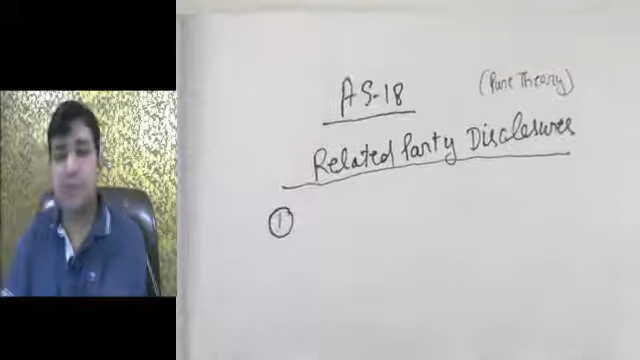 AS-18
(Pure Theory)
Related Party Disclosures
①